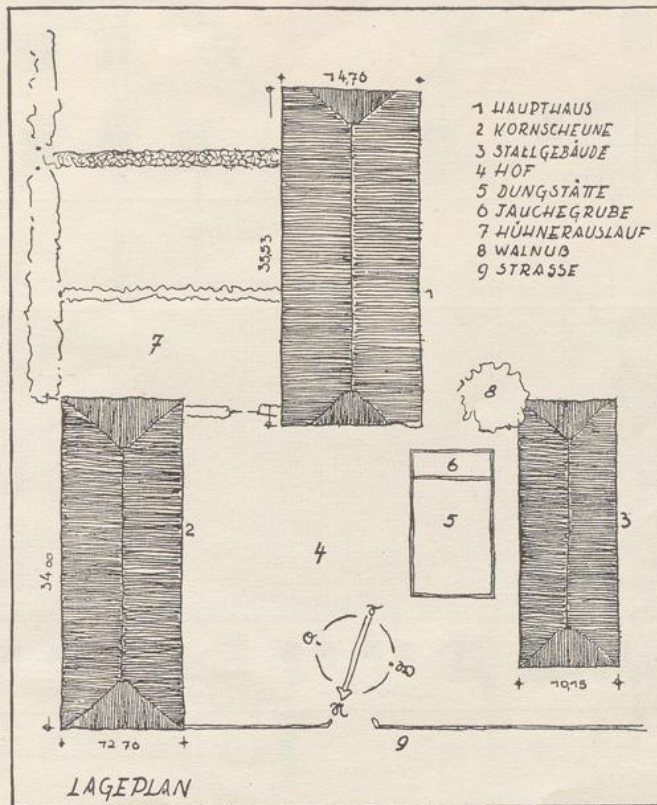 14,70
1 HAUPTHAUS
2 KORNSCHEUNE
3 STALLGEBÄUDE
4 HOF
5 DUNGSTÄTTE
6 JAUCHEGRUBE
7 HÜHNERAUSLAUF
8 WALNUß
9 STRASSE
35,53
1
7
8
6
2
5
3
4
34 00
O
W
N
10,15
12 70
9
LAGEPLAN